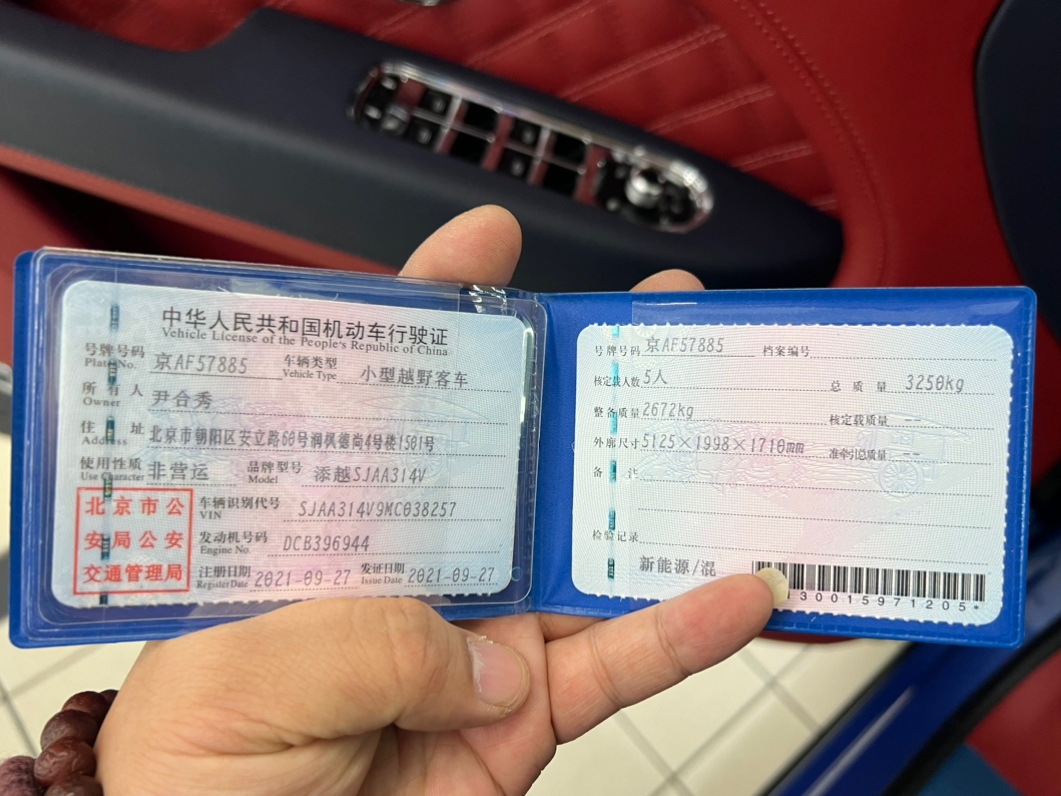 中华人民共和国机动车行驶证
Vehicle License of the People's Republic of China
号牌号码 京AF57885 车辆类型 小型越野客车
Plate No. Vehicle Type
所有人 尹合秀
Owner
住址 北京市朝阳区安立路60号润枫德尚4号楼1501号
Address
使用性质 非营运 品牌型号 添越SJAA314V
Use Character Model
北京市公
安局公安
交通管理局
车辆识别代号 SJAA314V9MC038257
VIN
发动机号码 DCB396944
Engine No.
注册日期 2021-09-27 发证日期 2021-09-27
Register Date Issue Date
号牌号码 京AF57885 档案编号
核定载人数 5人 总质量 3250kg
整备质量 2672kg 核定载质量 --
外廓尺寸 5125×1998×1710mm 准牵引总质量 --
备注
检验记录
新能源/混
30015971205*